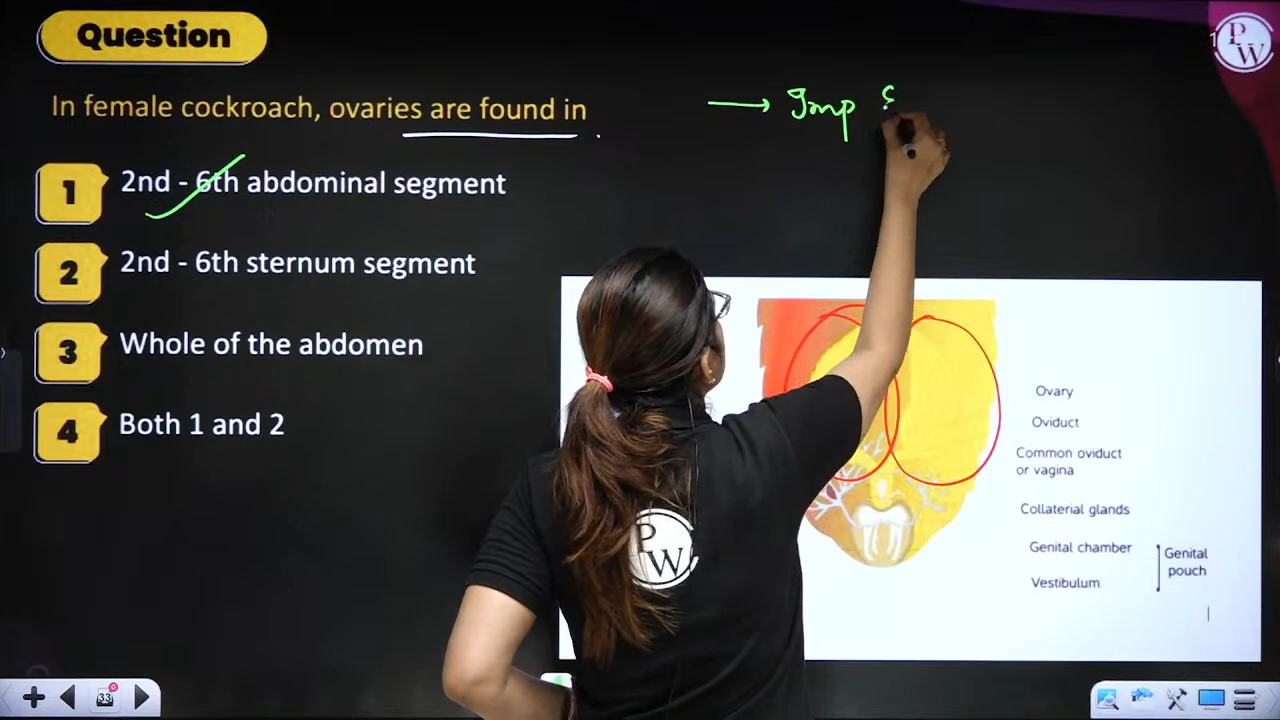 Question
In female cockroach, ovaries are found in
→ Imp
1 2nd - 6th abdominal segment
2 2nd - 6th sternum segment
3 Whole of the abdomen
4 Both 1 and 2
Ovary
Oviduct
Common oviduct
or vagina
Collaterial glands
Genital chamber
Vestibulum
Genital
pouch
PW
PW
33